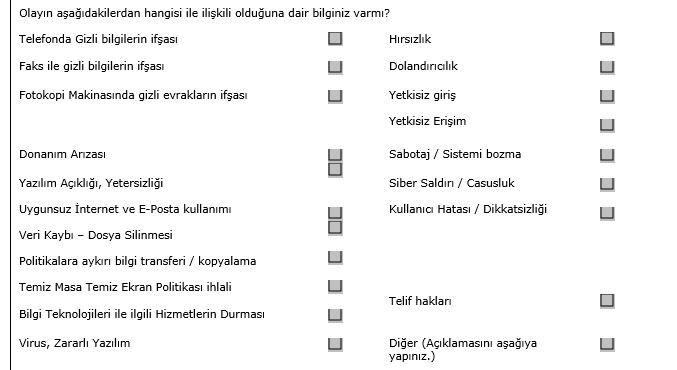 Olayın aşağıdakilerden hangisi ile ilişkili olduğuna dair bilginiz varmı?
Telefonda Gizli bilgilerin ifşası
Hırsızlık
Faks ile gizli bilgilerin ifşası
Dolandırıcılık
Fotokopi Makinasında gizli evrakların ifşası
Yetkisiz giriş
Yetkisiz Erişim
Donanım Arızası
Sabotaj / Sistemi bozma
Yazılım Açıklığı, Yetersizliği
Siber Saldırı / Casusluk
Uygunsuz İnternet ve E-Posta kullanımı
Kullanıcı Hatası / Dikkatsizliği
Veri Kaybı – Dosya Silinmesi
Politikalara aykırı bilgi transferi / kopyalama
Temiz Masa Temiz Ekran Politikası ihlali
Telif hakları
Bilgi Teknolojileri ile ilgili Hizmetlerin Durması
Virus, Zararlı Yazılım
Diğer (Açıklamasını aşağıya
yapınız.)